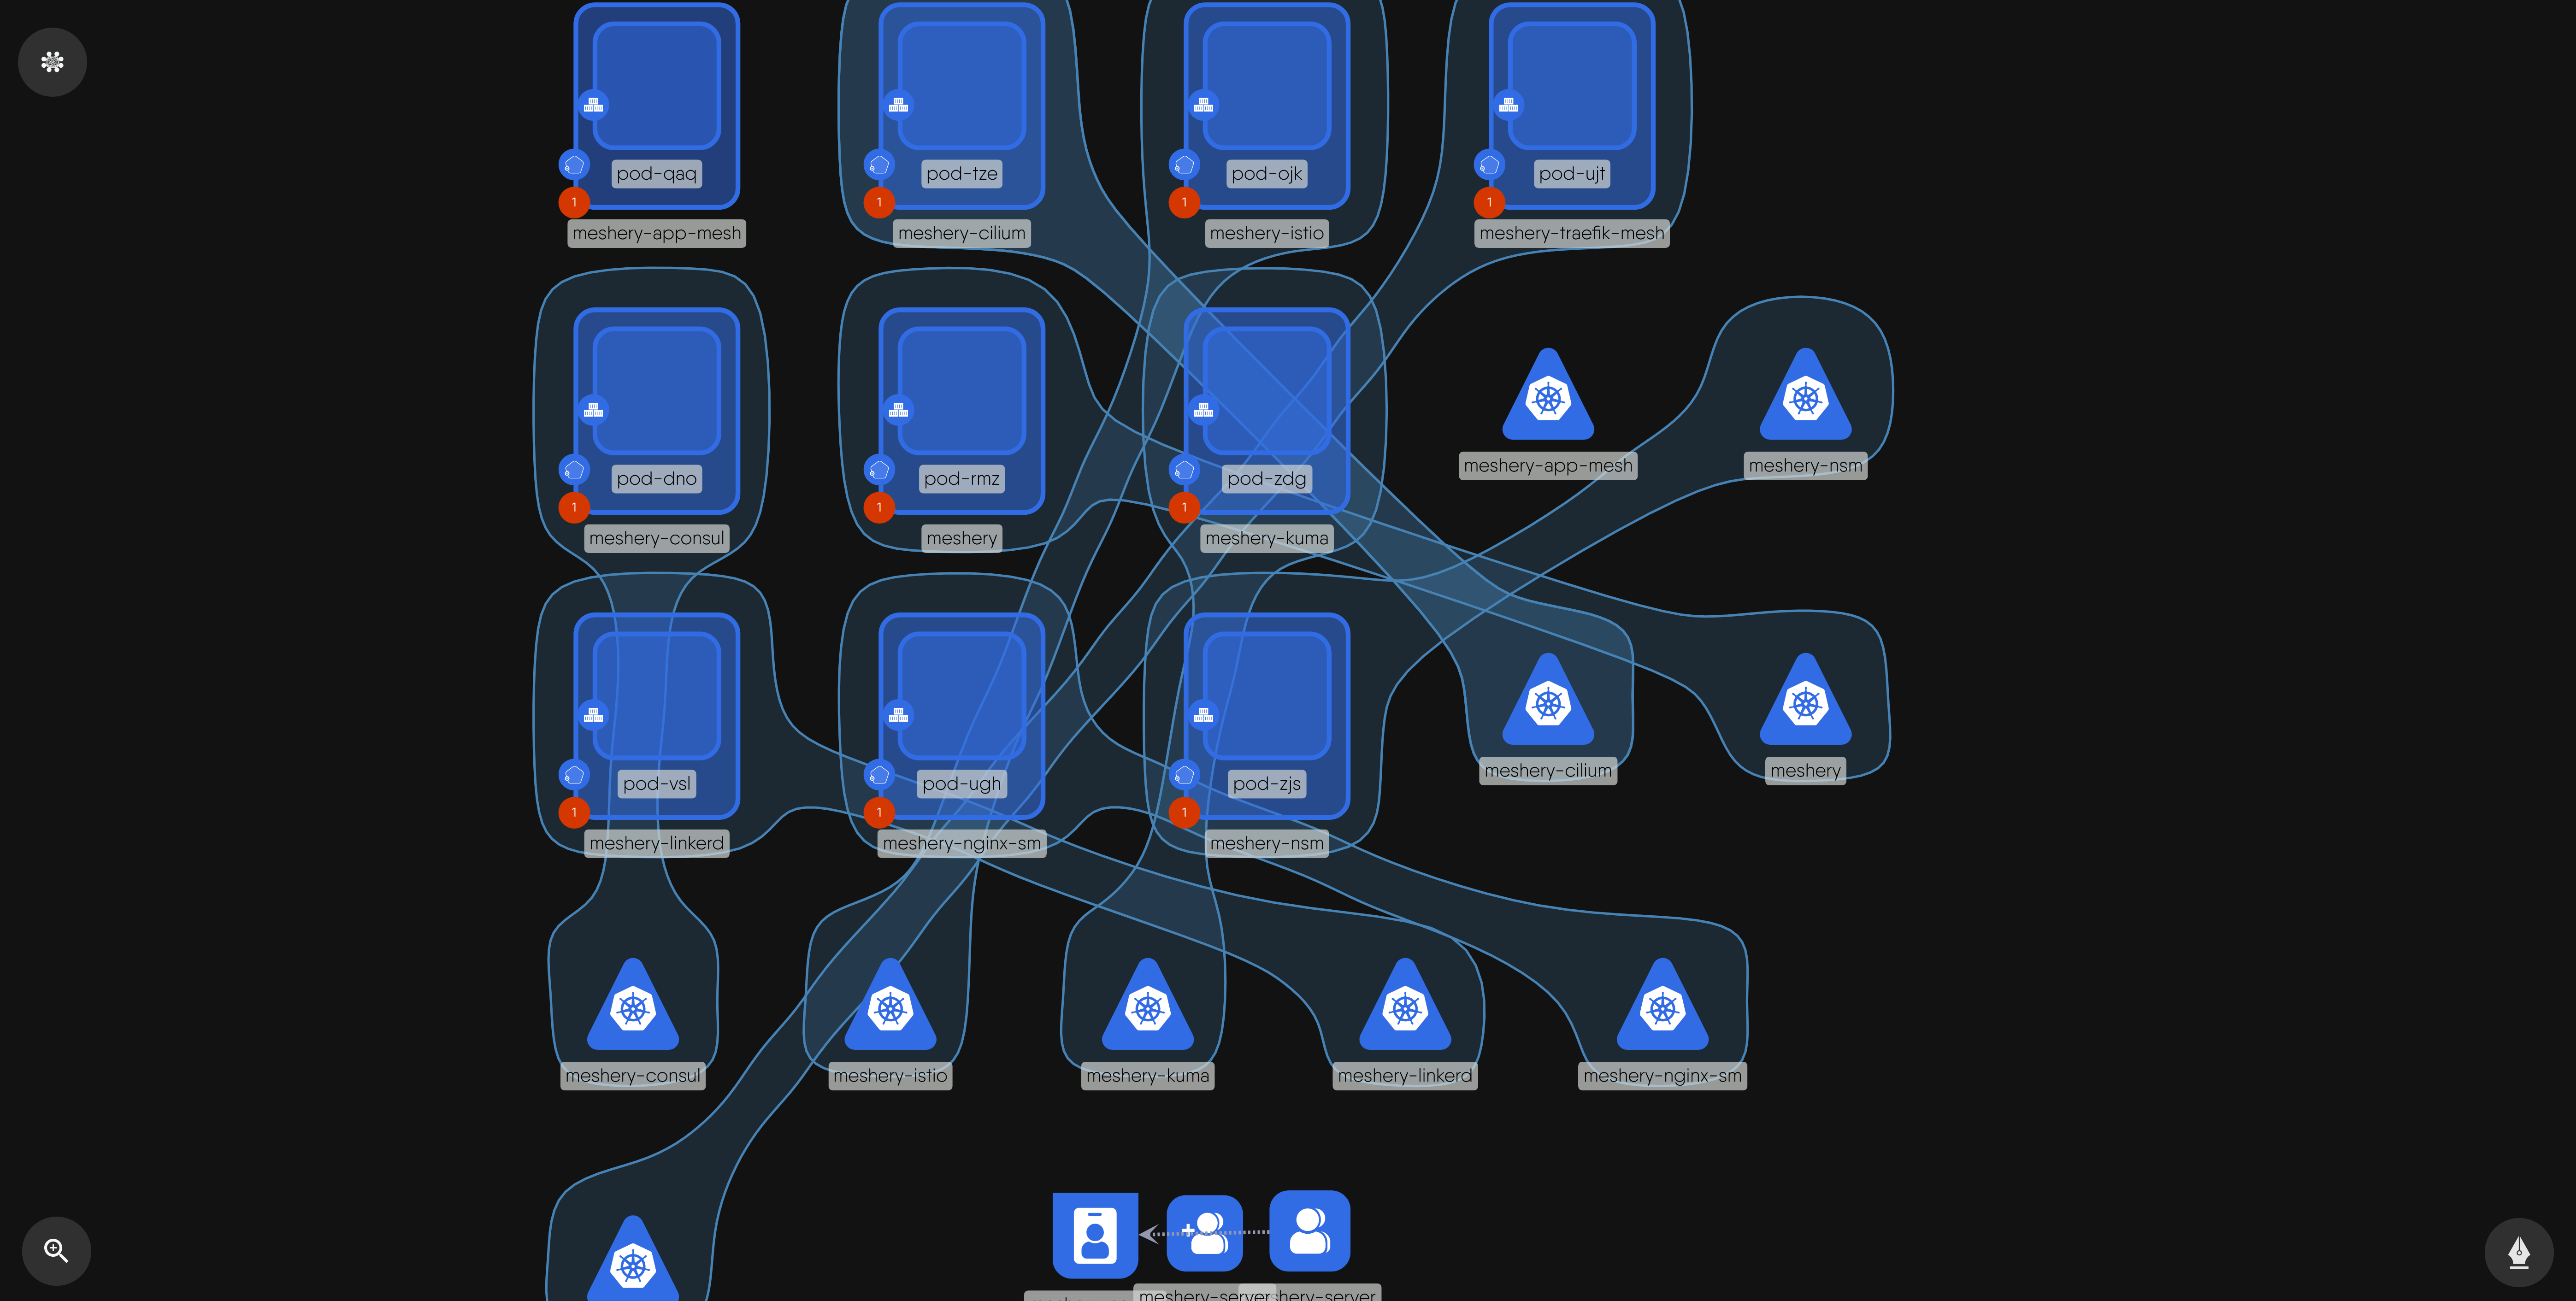 pod-qaq
pod-tze
pod-ojk
pod-ujt
1
1
1
1
meshery-app-mesh
meshery-cilium
meshery-istio
meshery-traefik-mesh
meshery-app-mesh
meshery-nsm
pod-dno
pod-rmz
pod-zdg
1
1
1
meshery-consul
meshery
meshery-kuma
meshery-cilium
meshery
pod-vsl
pod-ugh
pod-zjs
1
1
1
meshery-linkerd
meshery-nginx-sm
meshery-nsm
meshery-consul
meshery-istio
meshery-kuma
meshery-linkerd
meshery-nginx-sm
meshery-server